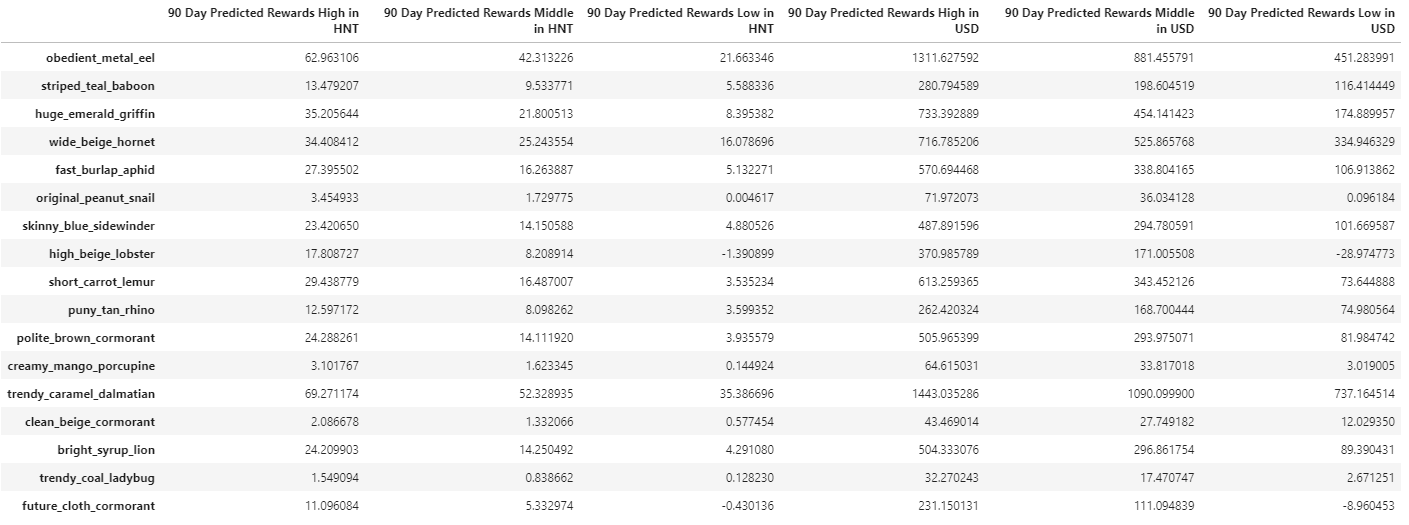 90 Day Predicted Rewards High in HNT 90 Day Predicted Rewards Middle in HNT 90 Day Predicted Rewards Low in HNT 90 Day Predicted Rewards High in USD 90 Day Predicted Rewards Middle in USD 90 Day Predicted Rewards Low in USD
obedient_metal_eel 62.963106 42.313226 21.663346 1311.627592 881.455791 451.283991
striped_teal_baboon 13.479207 9.533771 5.588336 280.794589 198.604519 116.414449
huge_emerald_griffin 35.205644 21.800513 8.395382 733.392889 454.141423 174.889957
wide_beige_hornet 34.408412 25.243554 16.078696 716.785206 525.865768 334.946329
fast_burlap_aphid 27.395502 16.263887 5.132271 570.694468 338.804165 106.913862
original_peanut_snail 3.454933 1.729775 0.004617 71.972073 36.034128 0.096184
skinny_blue_sidewinder 23.420650 14.150588 4.880526 487.891596 294.780591 101.669587
high_beige_lobster 17.808727 8.208914 -1.390899 370.985789 171.005508 -28.974773
short_carrot_lemur 29.438779 16.487007 3.535234 613.259365 343.452126 73.644888
puny_tan_rhino 12.597172 8.098262 3.599352 262.420324 168.700444 74.980564
polite_brown_cormorant 24.288261 14.111920 3.935579 505.965399 293.975071 81.984742
creamy_mango_porcupine 3.101767 1.623345 0.144924 64.615031 33.817018 3.019005
trendy_caramel_dalmatian 69.271174 52.328935 35.386696 1443.035286 1090.099900 737.164514
clean_beige_cormorant 2.086678 1.332066 0.577454 43.469014 27.749182 12.029350
bright_syrup_lion 24.209903 14.250492 4.291080 504.333076 296.861754 89.390431
trendy_coal_ladybug 1.549094 0.838662 0.128230 32.270243 17.470747 2.671251
future_cloth_cormorant 11.096084 5.332974 -0.430136 231.150131 111.094839 -8.960453